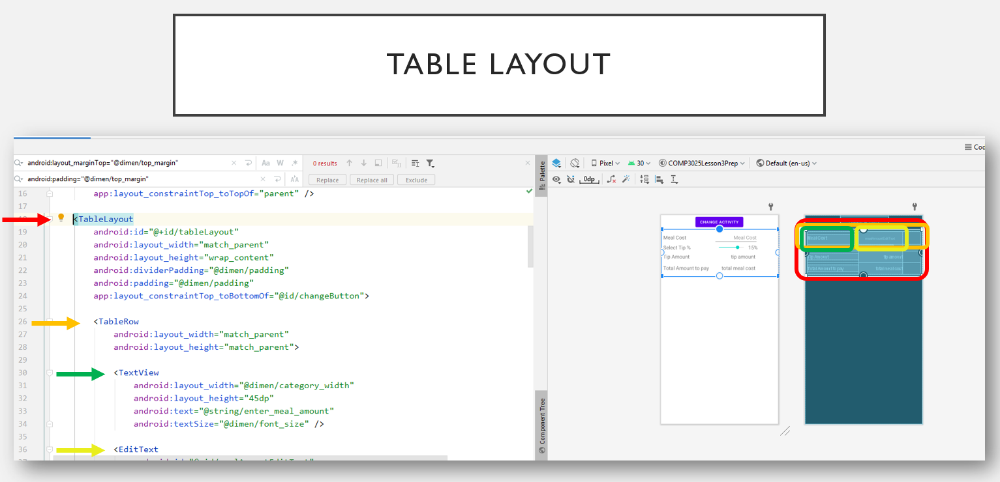 TABLE LAYOUT
android:layout_marginTop="@dimen/top_margin"
Aa W .*
0 results
android:padding="@dimen/top_margin"
Replace Replace all Exclude
16 app:layout_constraintTop_toTopOf="parent" />
17
<TableLayout
19 android:id="@+id/tableLayout"
20 android:layout_width="match_parent"
21 android:layout_height="wrap_content"
22 android:dividerPadding="@dimen/padding"
23 android:padding="@dimen/padding"
24 app:layout_constraintTop_toBottomOf="@id/changeButton">
25
26 <TableRow
27 android:layout_width="match_parent"
28 android:layout_height="match_parent">
29
30 <TextView
31 android:layout_width="@dimen/category_width"
32 android:layout_height="45dp"
33 android:text="@string/enter_meal_amount"
34 android:textSize="@dimen/font_size" />
35
36 <EditText
Palette
Component Tree
Pixel 30 COMP3025Lesson3Prep Default (en-us)
0dp
CHANGE ACTIVITY
Meal Cost Meal Cost
Select Tip % 15%
Tip Amount tip amount
Total Amount to pay total meal cost
Meal Cost
Tip Amount tip amount
Total Amount to pay total meal cost